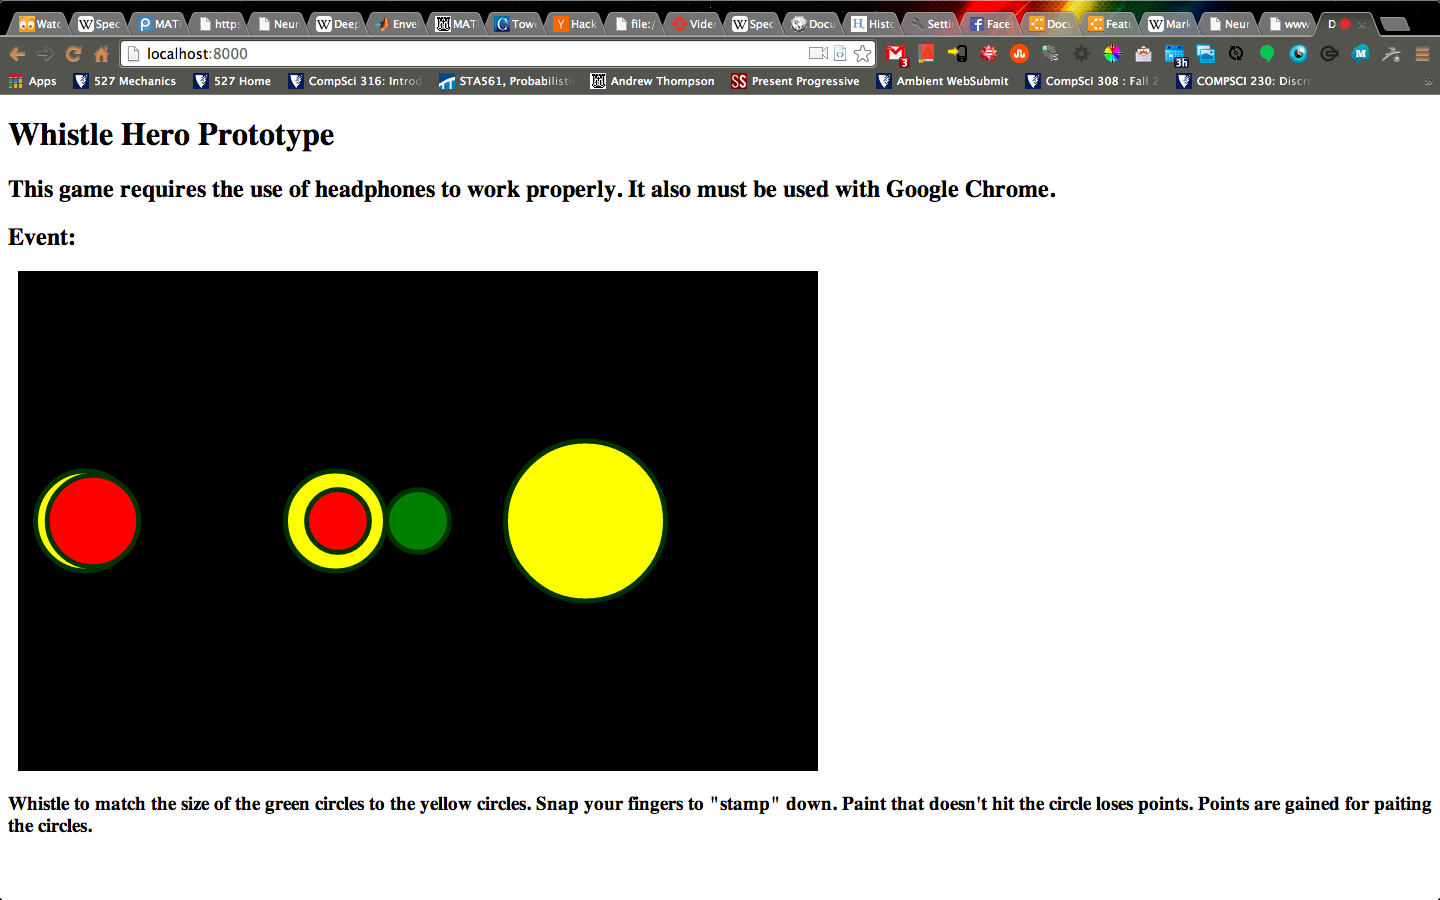 Watc Spec MATI http Neur Deep Enve MAT Towe Hack file:/ Video Spec Docu Histo Setti Face Docu Featu Mark Neur www D
localhost:8000
3 3h
Apps 527 Mechanics 527 Home CompSci 316: Introd STA561, Probabilisti Andrew Thompson Present Progressive Ambient WebSubmit CompSci 308 : Fall 2 COMPSCI 230: Discr »
Whistle Hero Prototype
This game requires the use of headphones to work properly. It also must be used with Google Chrome.
Event:
Whistle to match the size of the green circles to the yellow circles. Snap your fingers to "stamp" down. Paint that doesn't hit the circle loses points. Points are gained for paiting
the circles.